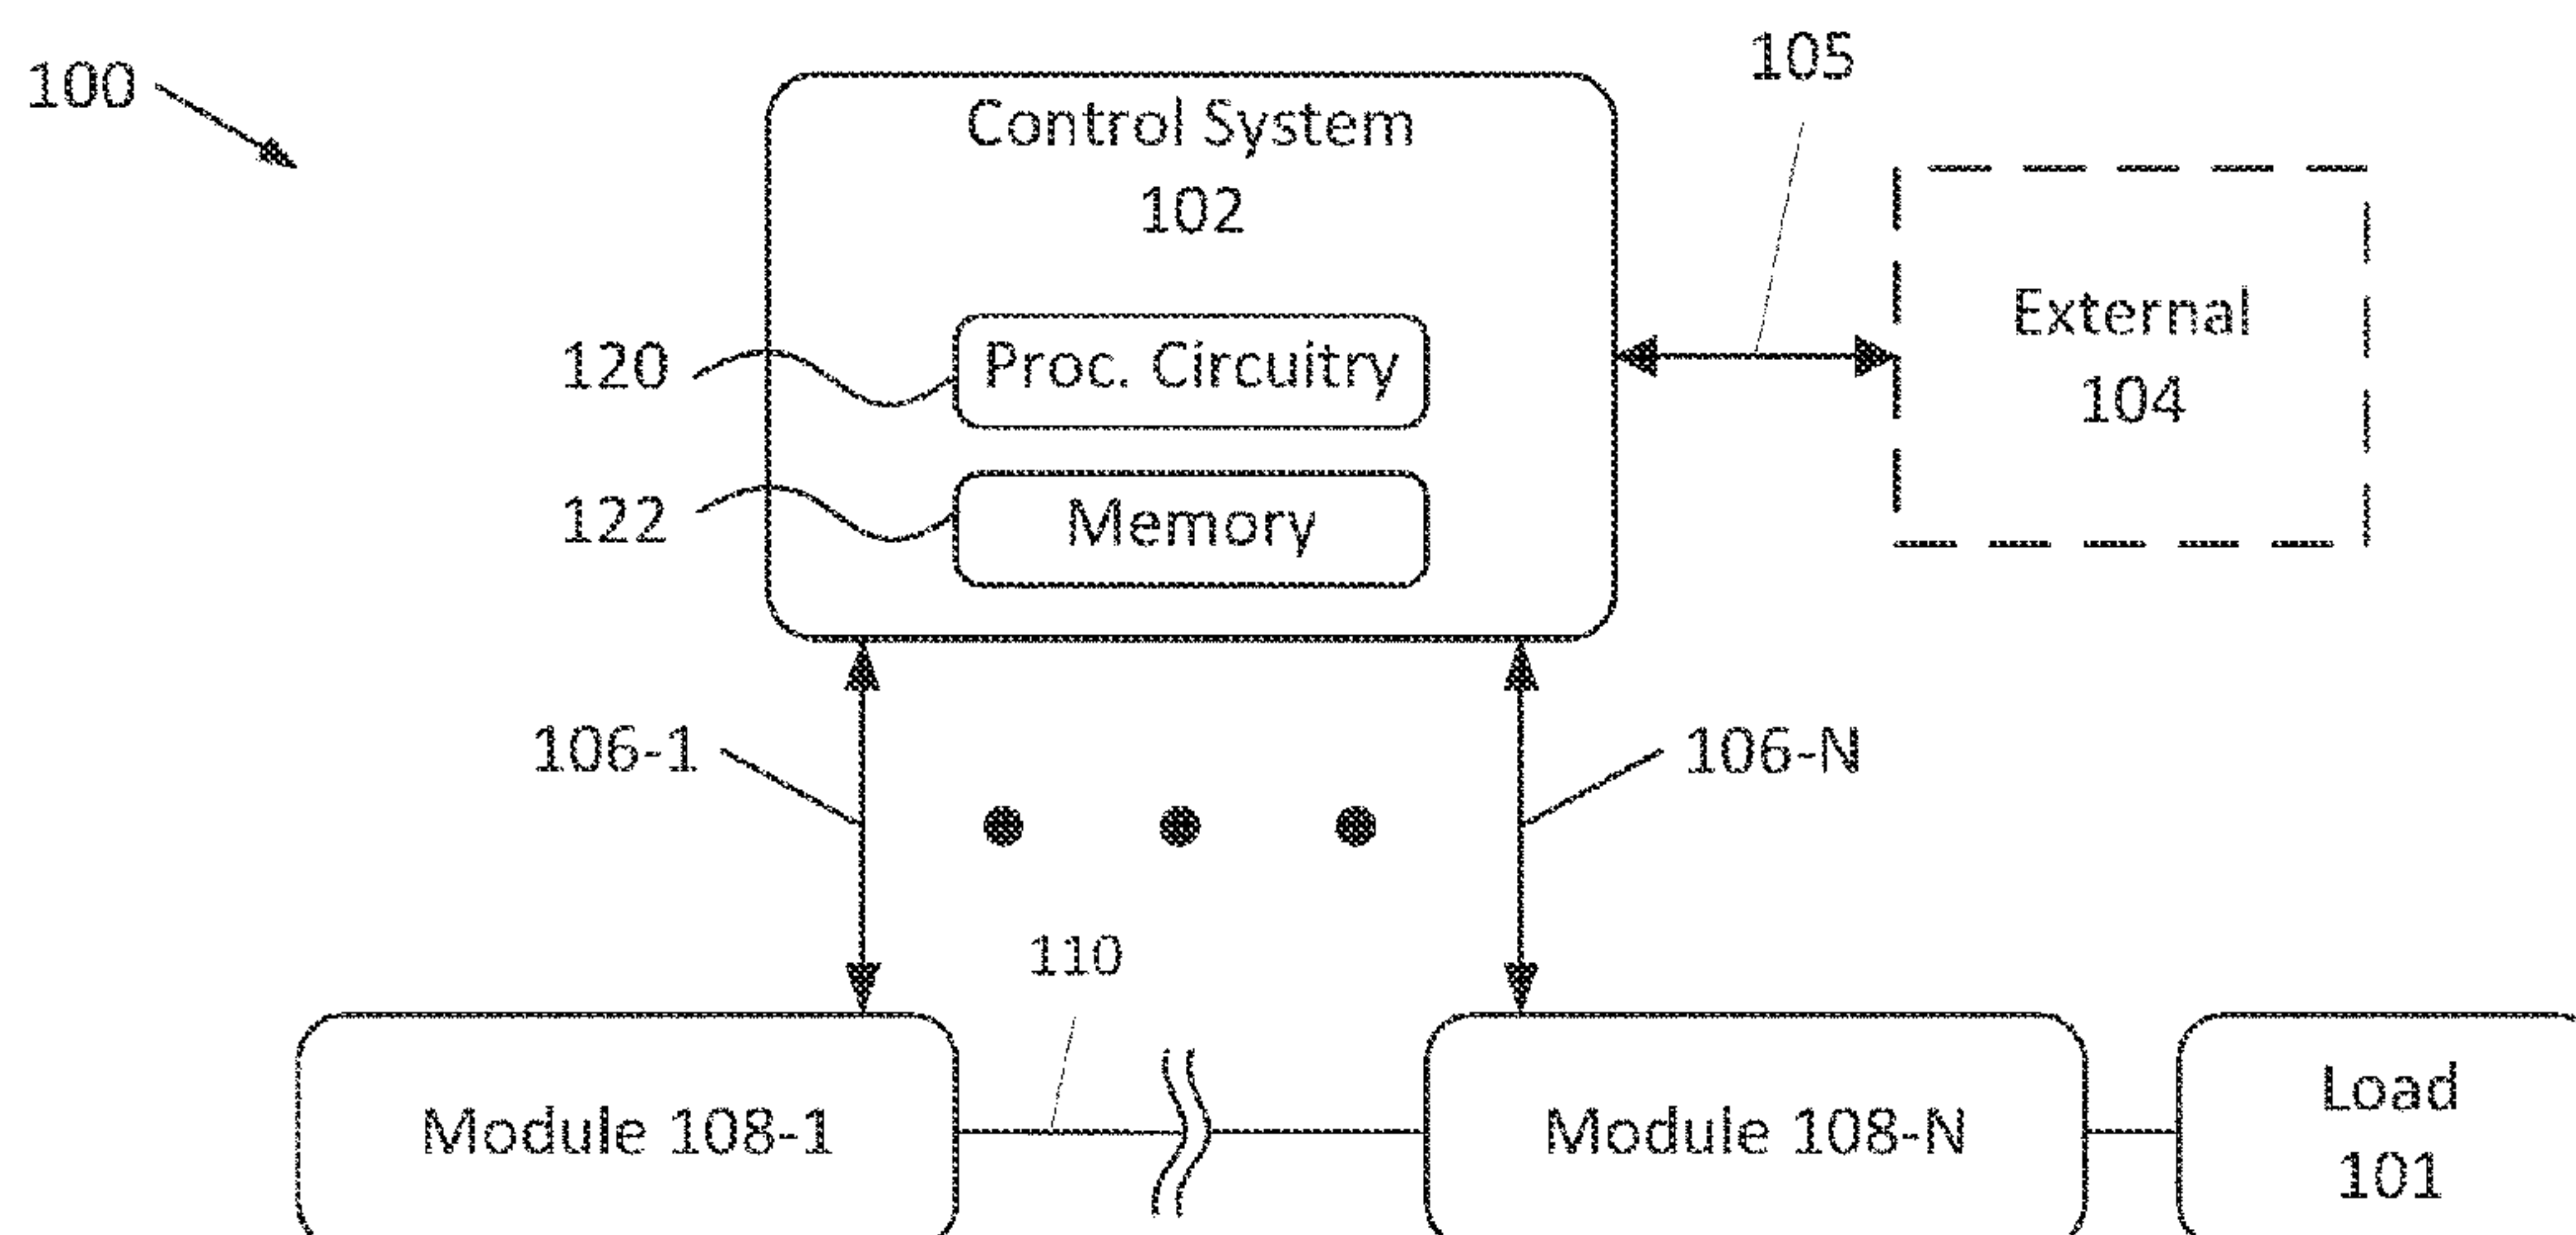 105
100
Control System
102
External
104
120
Proc. Circuitry
122
Memory
106-1
106-N
110
Module 108-1
Module 108-N
Load
101